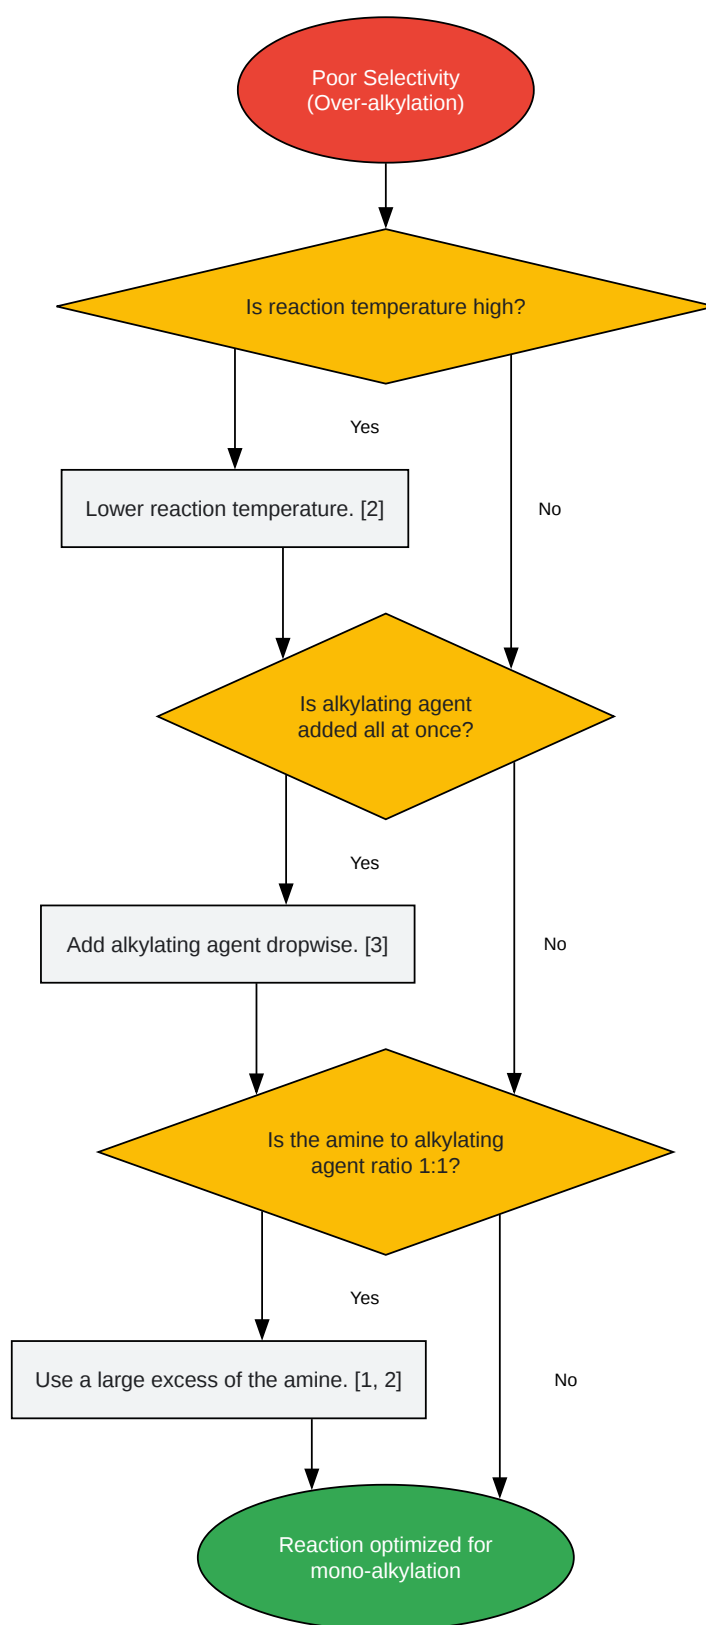 Poor Selectivity
(Over-alkylation)
Is reaction temperature high?
Yes
Lower reaction temperature. [2]
No
Is alkylating agent
added all at once?
Yes
Add alkylating agent dropwise. [3]
No
Is the amine to alkylating
agent ratio 1:1?
Yes
Use a large excess of the amine. [1, 2]
No
Reaction optimized for
mono-alkylation